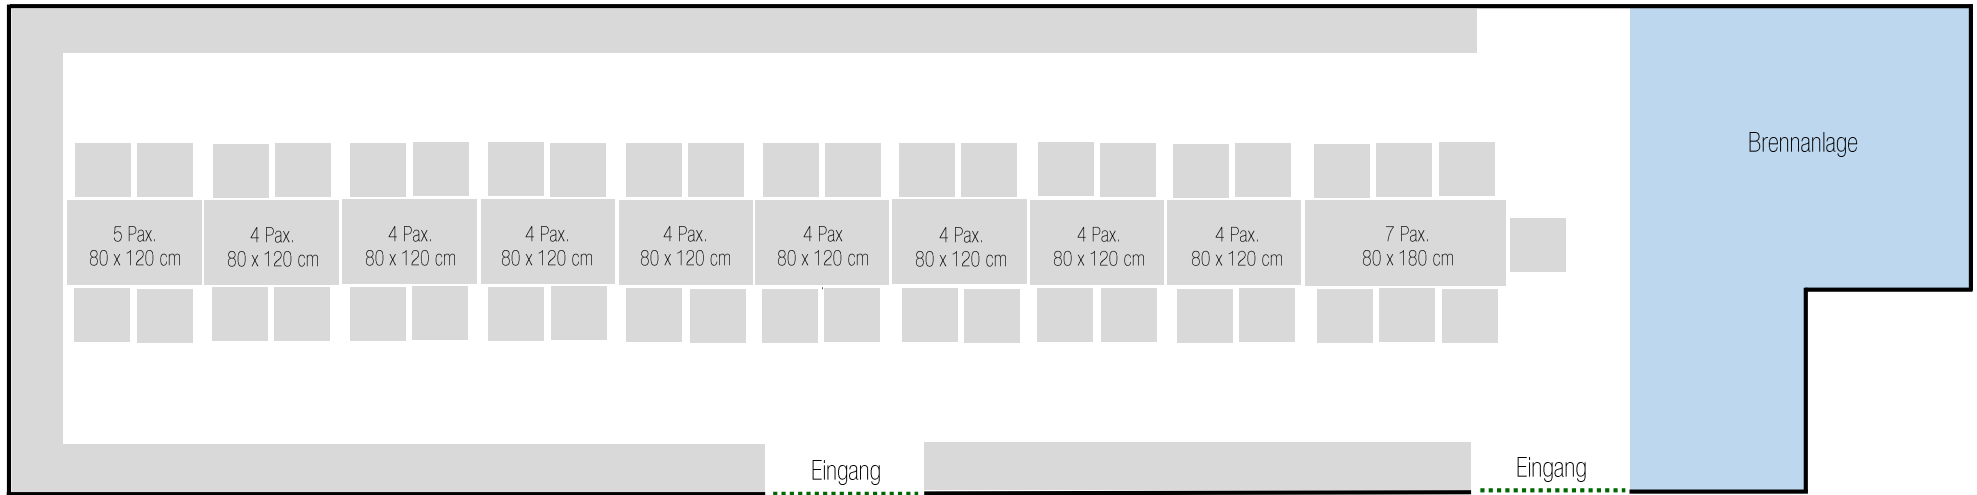 Brennanlage
5 Pax.
80 x 120 cm
4 Pax.
80 x 120 cm
4 Pax.
80 x 120 cm
4 Pax.
80 x 120 cm
4 Pax.
80 x 120 cm
4 Pax
80 x 120 cm
4 Pax.
80 x 120 cm
4 Pax.
80 x 120 cm
4 Pax.
80 x 120 cm
7 Pax.
80 x 180 cm
Eingang
Eingang